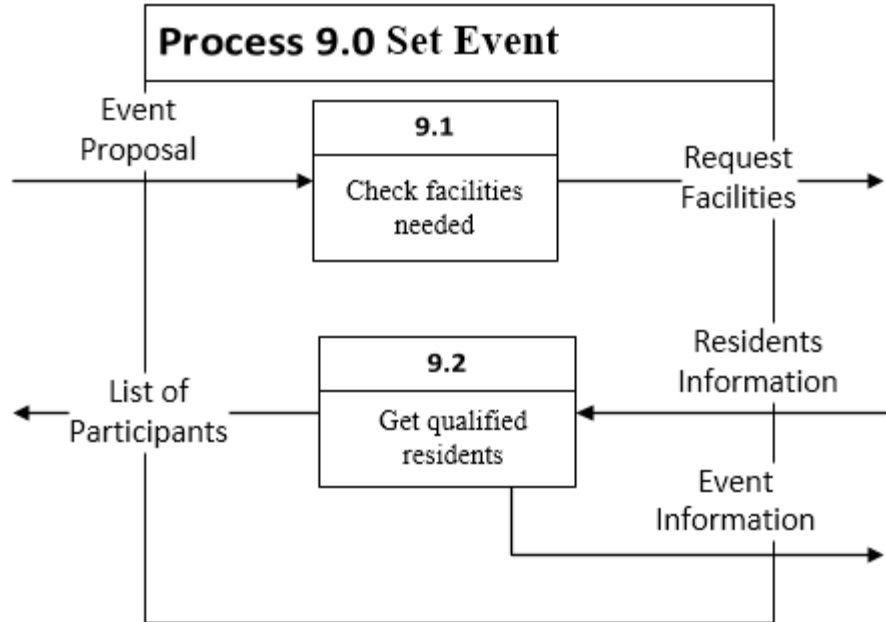 Process 9.0 Set Event
Event
Proposal
9.1
Check facilities
needed
Request
Facilities
Residents
Information
9.2
Get qualified
residents
List of
Participants
Event
Information